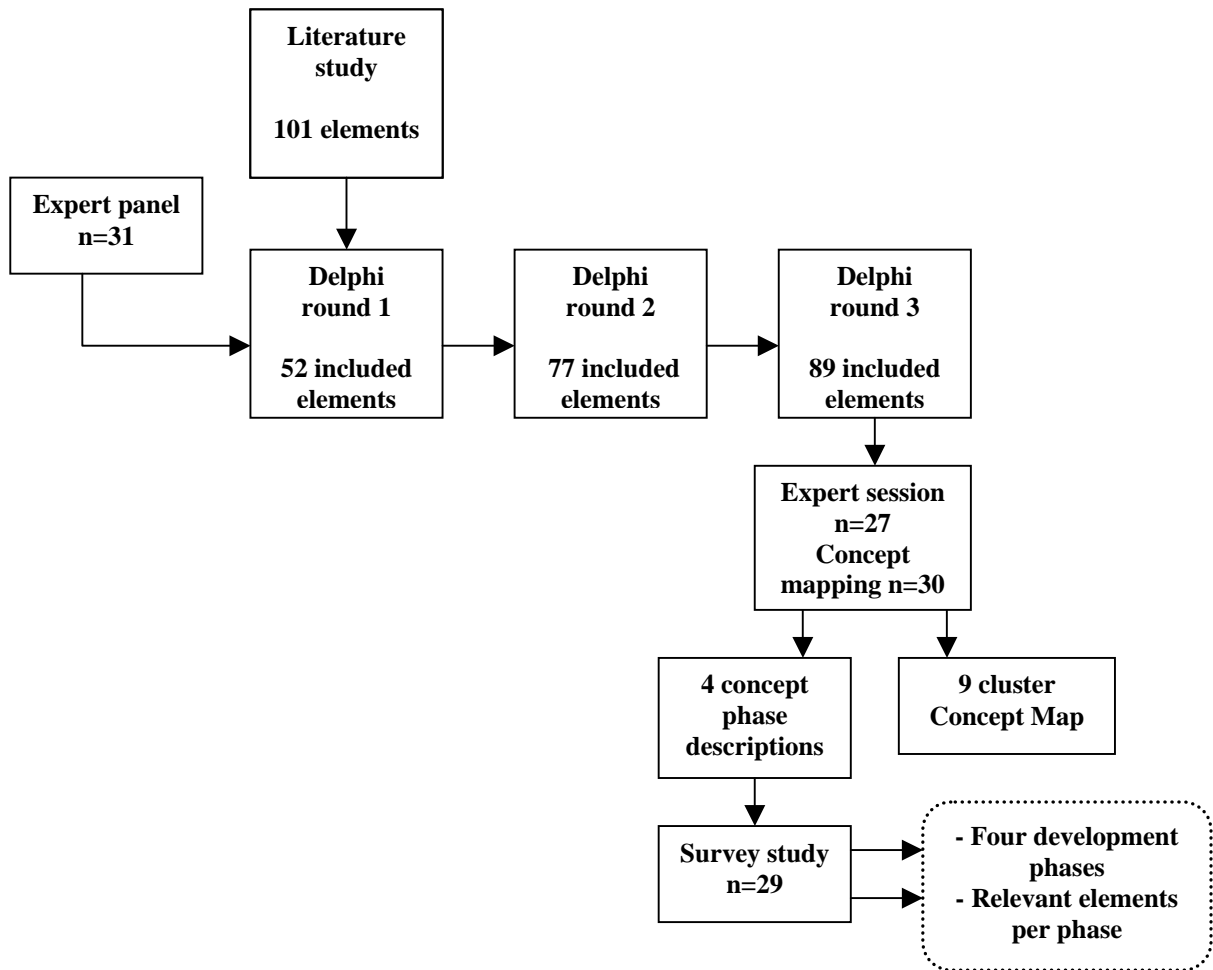 Literature
study
101 elements
Expert panel
n=31
Delphi
round 1
52 included
elements
Delphi
round 2
77 included
elements
Delphi
round 3
89 included
elements
Expert session
n=27
Concept
mapping n=30
4 concept
phase
descriptions
9 cluster
Concept Map
Survey study
n=29
- Four development
phases
- Relevant elements
per phase